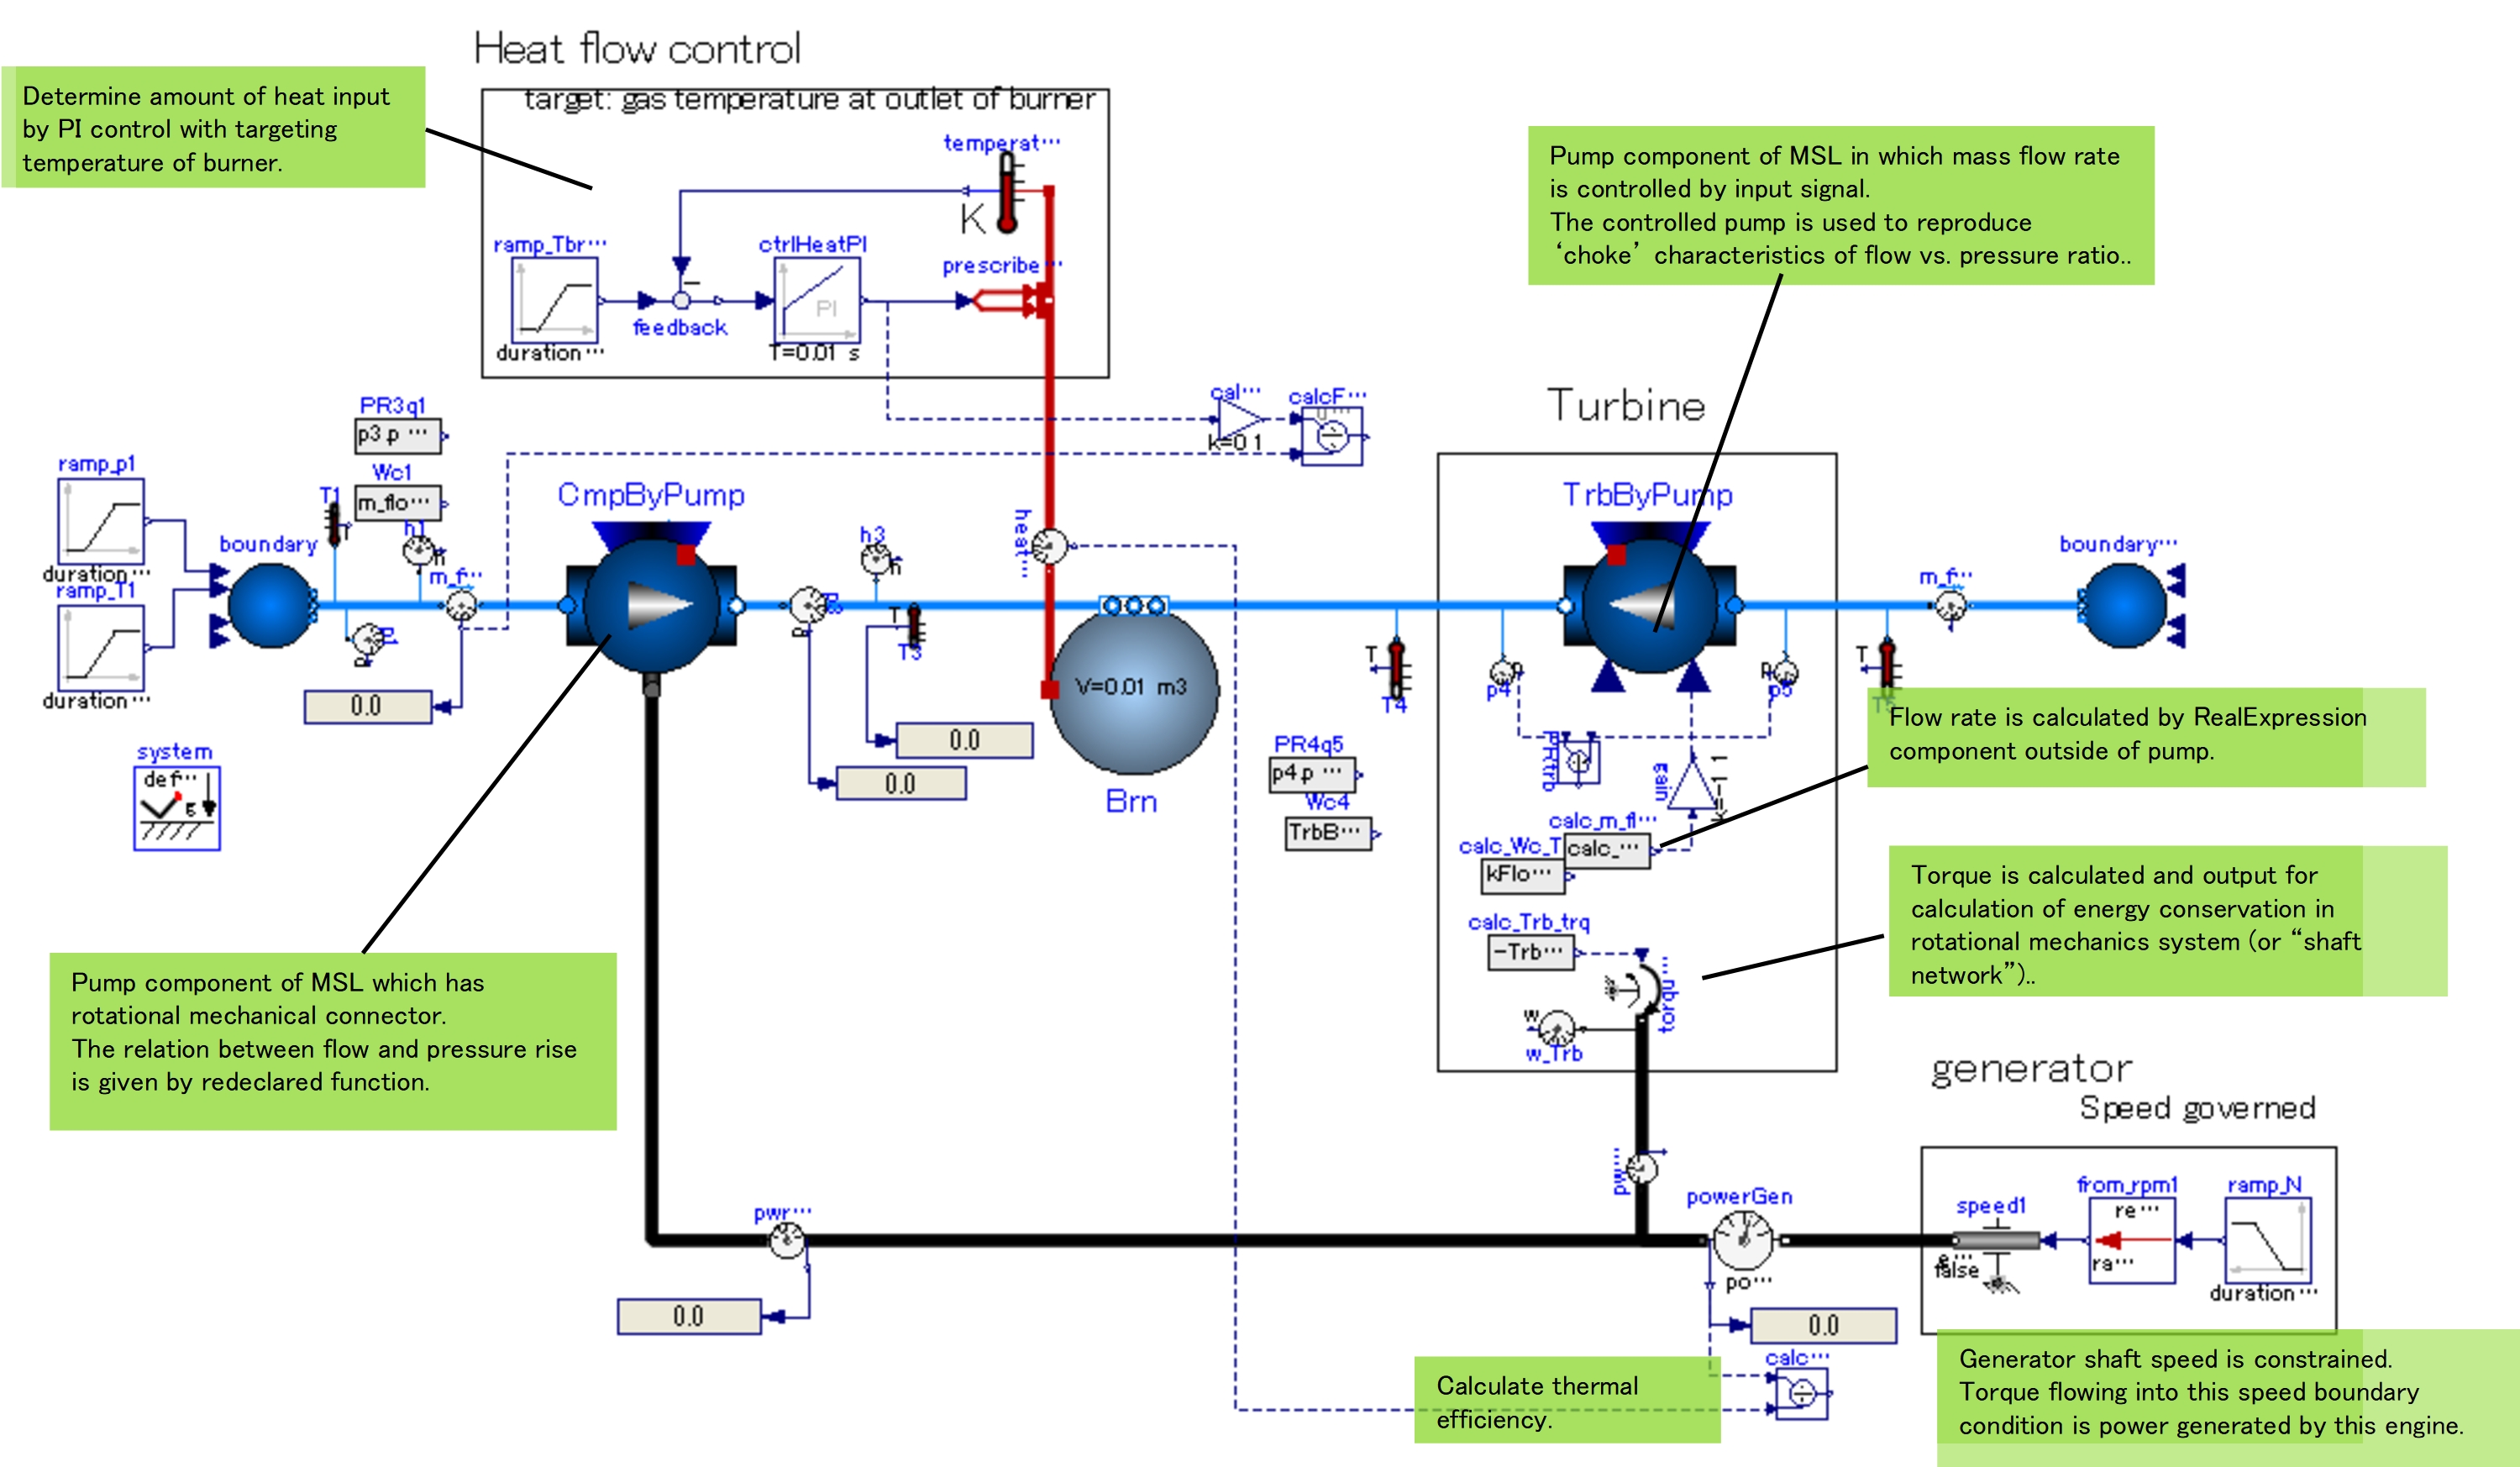 Heat flow control
target: gas temperature at outlet of burner
Determine amount of heat input
by PI control with targeting
temperature of burner.
temperat…
K
ramp_Tbr…
ctrlHeatPI
prescribe…
PI
feedback
duration …
T=0.01 s
Pump component of MSL in which mass flow rate
is controlled by input signal.
The controlled pump is used to reproduce
‘choke’ characteristics of flow vs. pressure ratio..
PR3q1
p3.p …
Wc1
m_flo…
cal…
calcF…
k=0.1
Turbine
ramp_p1
duration …
ramp_T1
duration …
boundary
T1
T
h1
h
m_f…
p
0.0
CmpByPump
h3
h
p
T
T3
0.0
0.0
heat…
V=0.01 m3
Brn
TrbByPump
boundary…
m_f…
T
T4
p
p4
p
p5
T
Flow rate is calculated by RealExpression
component outside of pump.
system
def…
g
PR4q5
p4.p …
Wc4
TrbB…
PRtrb
gain
calc_m_fl…
calc_…
calc_Wc_T
kFlo…
calc_Trb_trq
-Trb…
torqu…
w
w_Trb
Torque is calculated and output for
calculation of energy conservation in
rotational mechanics system (or “shaft
network”)..
Pump component of MSL which has
rotational mechanical connector.
The relation between flow and pressure rise
is given by redeclared function.
generator
Speed governed
pwr…
0.0
pwr…
powerGen
po…
0.0
speed1
false
from_rpm1
re…
ra…
ramp_N
duration …
calc…
Calculate thermal
efficiency.
Generator shaft speed is constrained.
Torque flowing into this speed boundary
condition is power generated by this engine.